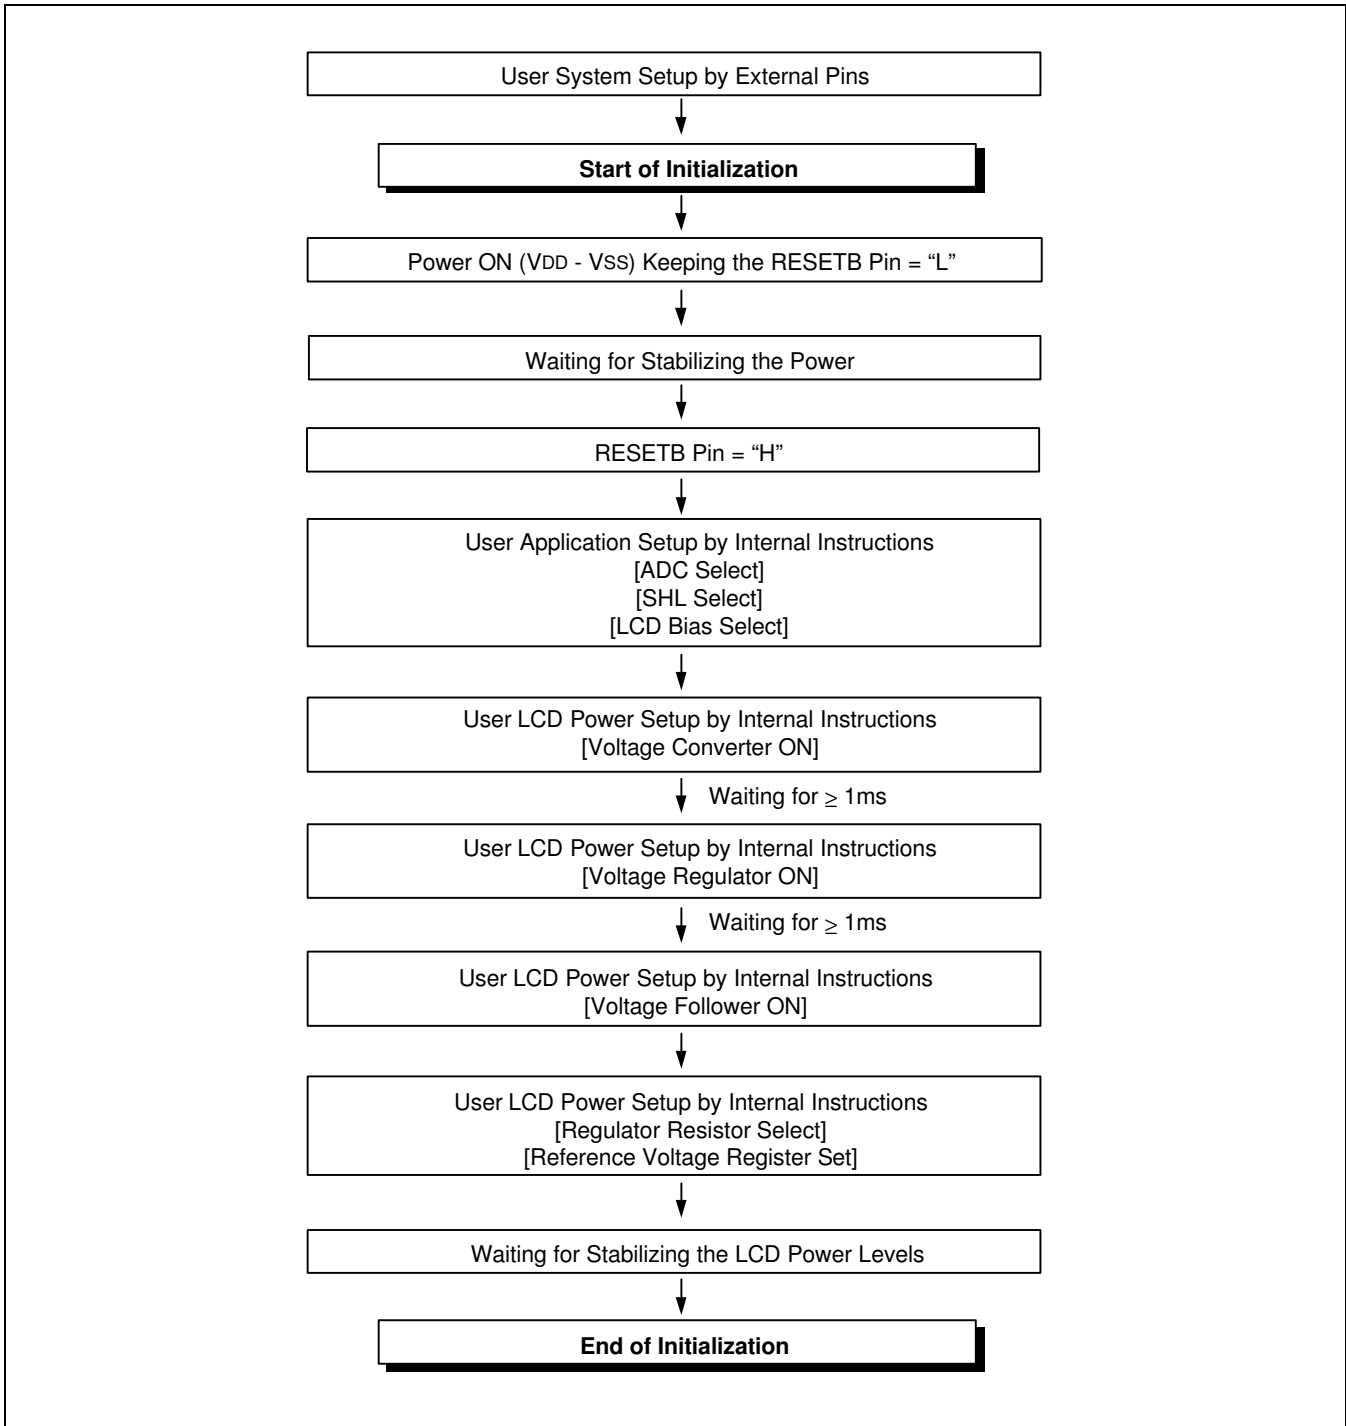 User System Setup by External Pins
Start of Initialization
Power ON (VDD - VSS) Keeping the RESETB Pin = “L”
Waiting for Stabilizing the Power
RESETB Pin = “H”
User Application Setup by Internal Instructions
[ADC Select]
[SHL Select]
[LCD Bias Select]
User LCD Power Setup by Internal Instructions
[Voltage Converter ON]
Waiting for ≥ 1ms
User LCD Power Setup by Internal Instructions
[Voltage Regulator ON]
Waiting for ≥ 1ms
User LCD Power Setup by Internal Instructions
[Voltage Follower ON]
User LCD Power Setup by Internal Instructions
[Regulator Resistor Select]
[Reference Voltage Register Set]
Waiting for Stabilizing the LCD Power Levels
End of Initialization